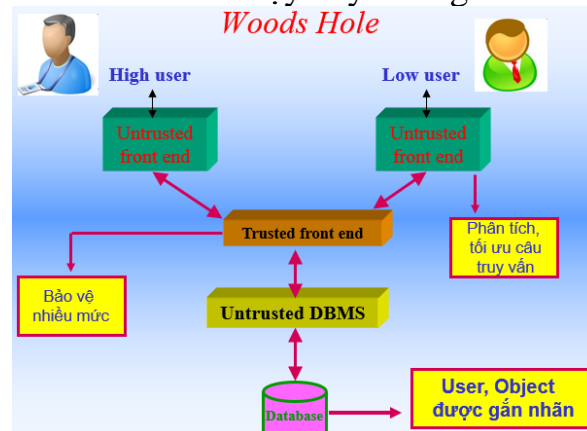 Woods Hole
High user
Low user
Untrusted
front end
Untrusted
front end
Trusted front end
Phân tích,
tối ưu câu
truy vấn
Bảo vệ
nhiều mức
Untrusted DBMS
User, Object
được gắn nhãn
Database